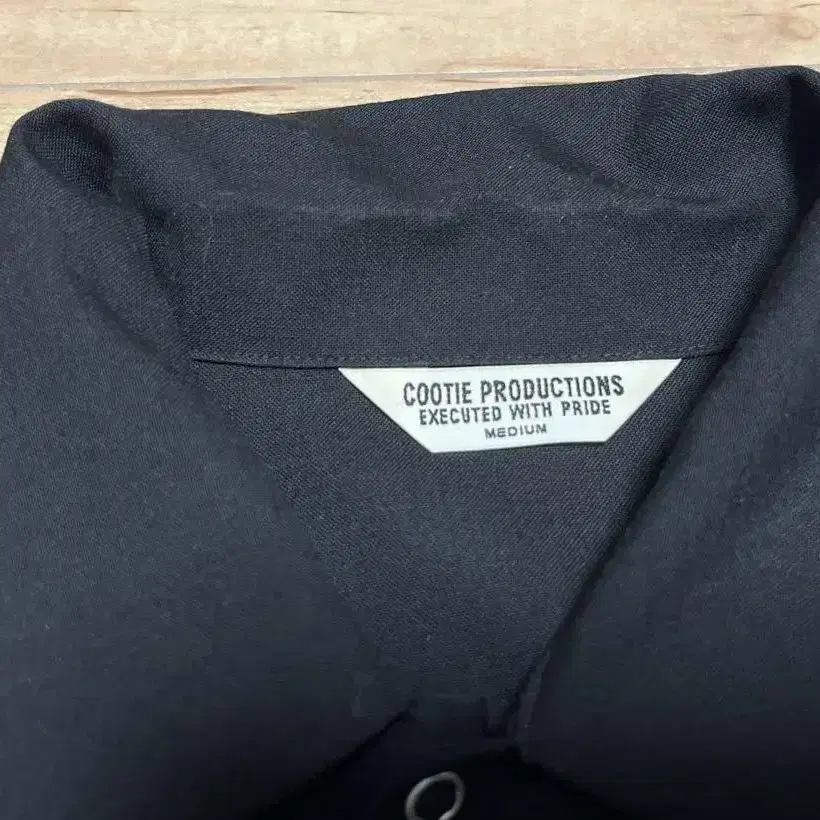 COOTIE PRODUCTIONS
EXECUTED WITH PRIDE
MEDIUM